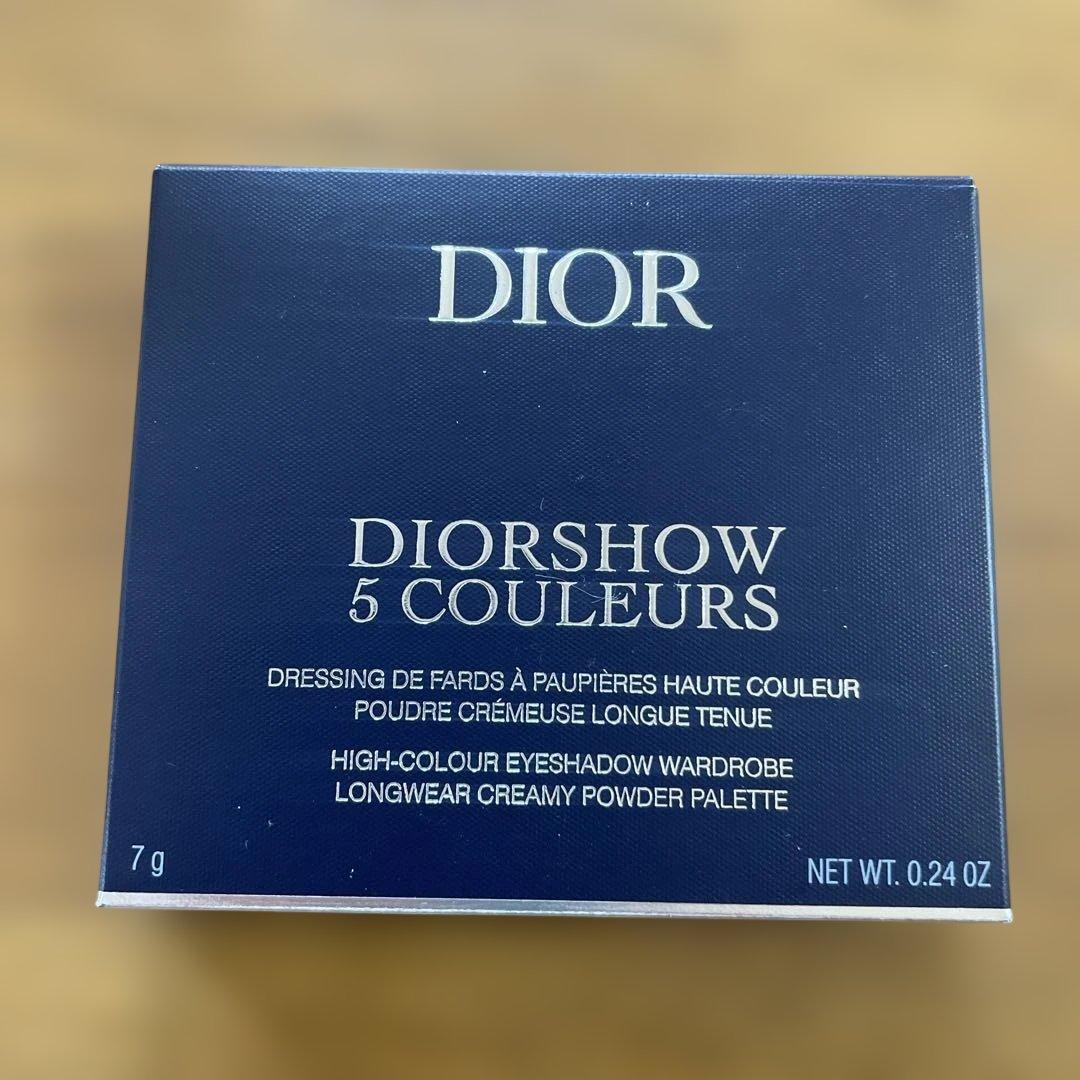 DIOR
DIORSHOW
5 COULEURS
DRESSING DE FARDS À PAUPIÈRES HAUTE COULEUR
POUDRE CRÉMEUSE LONGUE TENUE
HIGH-COLOUR EYESHADOW WARDROBE
LONGWEAR CREAMY POWDER PALETTE
7 g
NET WT. 0.24 OZ